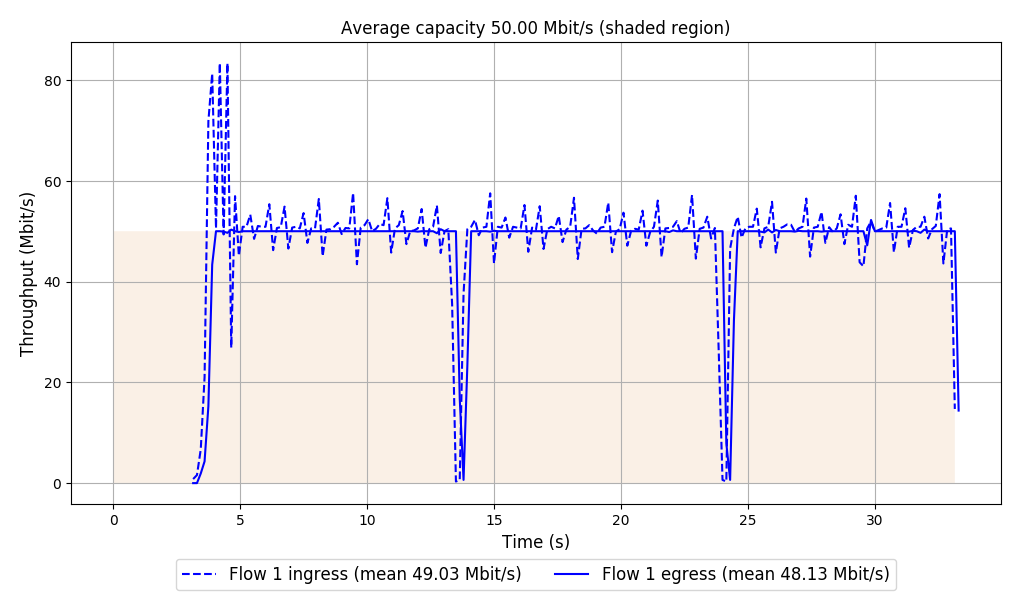 Average capacity 50.00 Mbit/s (shaded region)
Throughput (Mbit/s)
80
60
40
20
0
0 5 10 15 20 25 30
Time (s)
Flow 1 ingress (mean 49.03 Mbit/s) Flow 1 egress (mean 48.13 Mbit/s)